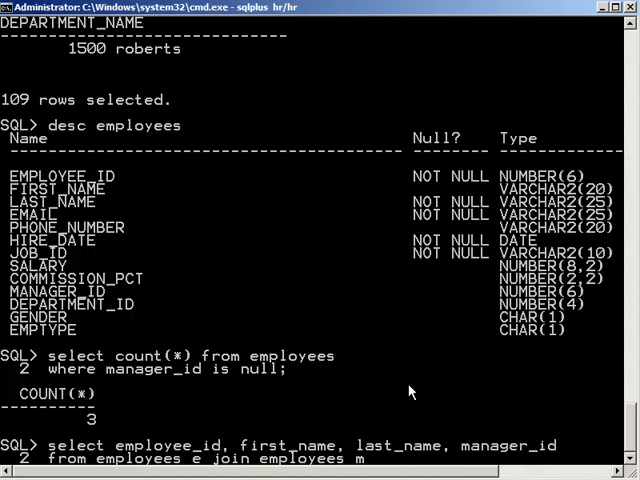 Administrator: C:\Windows\system32\cmd.exe - sqlplus hr/hr
DEPARTMENT_NAME
------------------------------
1500 roberts
109 rows selected.
SQL> desc employees
Name Null? Type
----------------------------------------- -------- -------------
EMPLOYEE_ID NOT NULL NUMBER(6)
FIRST_NAME VARCHAR2(20)
LAST_NAME NOT NULL VARCHAR2(25)
EMAIL NOT NULL VARCHAR2(25)
PHONE_NUMBER VARCHAR2(20)
HIRE_DATE NOT NULL DATE
JOB_ID NOT NULL VARCHAR2(10)
SALARY NUMBER(8,2)
COMMISSION_PCT NUMBER(2,2)
MANAGER_ID NUMBER(6)
DEPARTMENT_ID NUMBER(4)
GENDER CHAR(1)
EMPTYPE CHAR(1)
SQL> select count(*) from employees
2 where manager_id is null;
COUNT(*)
----------
3
SQL> select employee_id, first_name, last_name, manager_id
2 from employees e join employees m